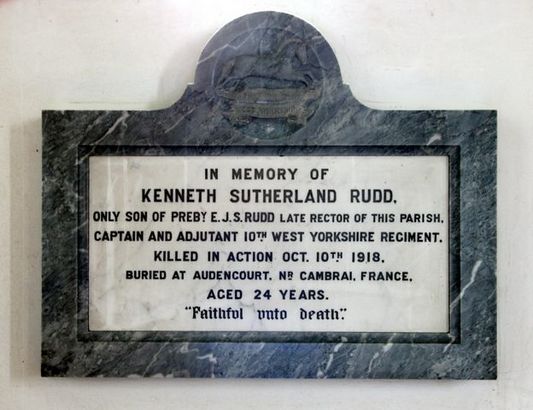 IN MEMORY OF
KENNETH SUTHERLAND RUDD,
ONLY SON OF PREBY E.J.S. RUDD LATE RECTOR OF THIS PARISH,
CAPTAIN AND ADJUTANT 10TH WEST YORKSHIRE REGIMENT,
KILLED IN ACTION OCT. 10TH 1918,
BURIED AT AUDENCOURT, NR CAMBRAI, FRANCE,
AGED 24 YEARS.
"Faithful vnto death".